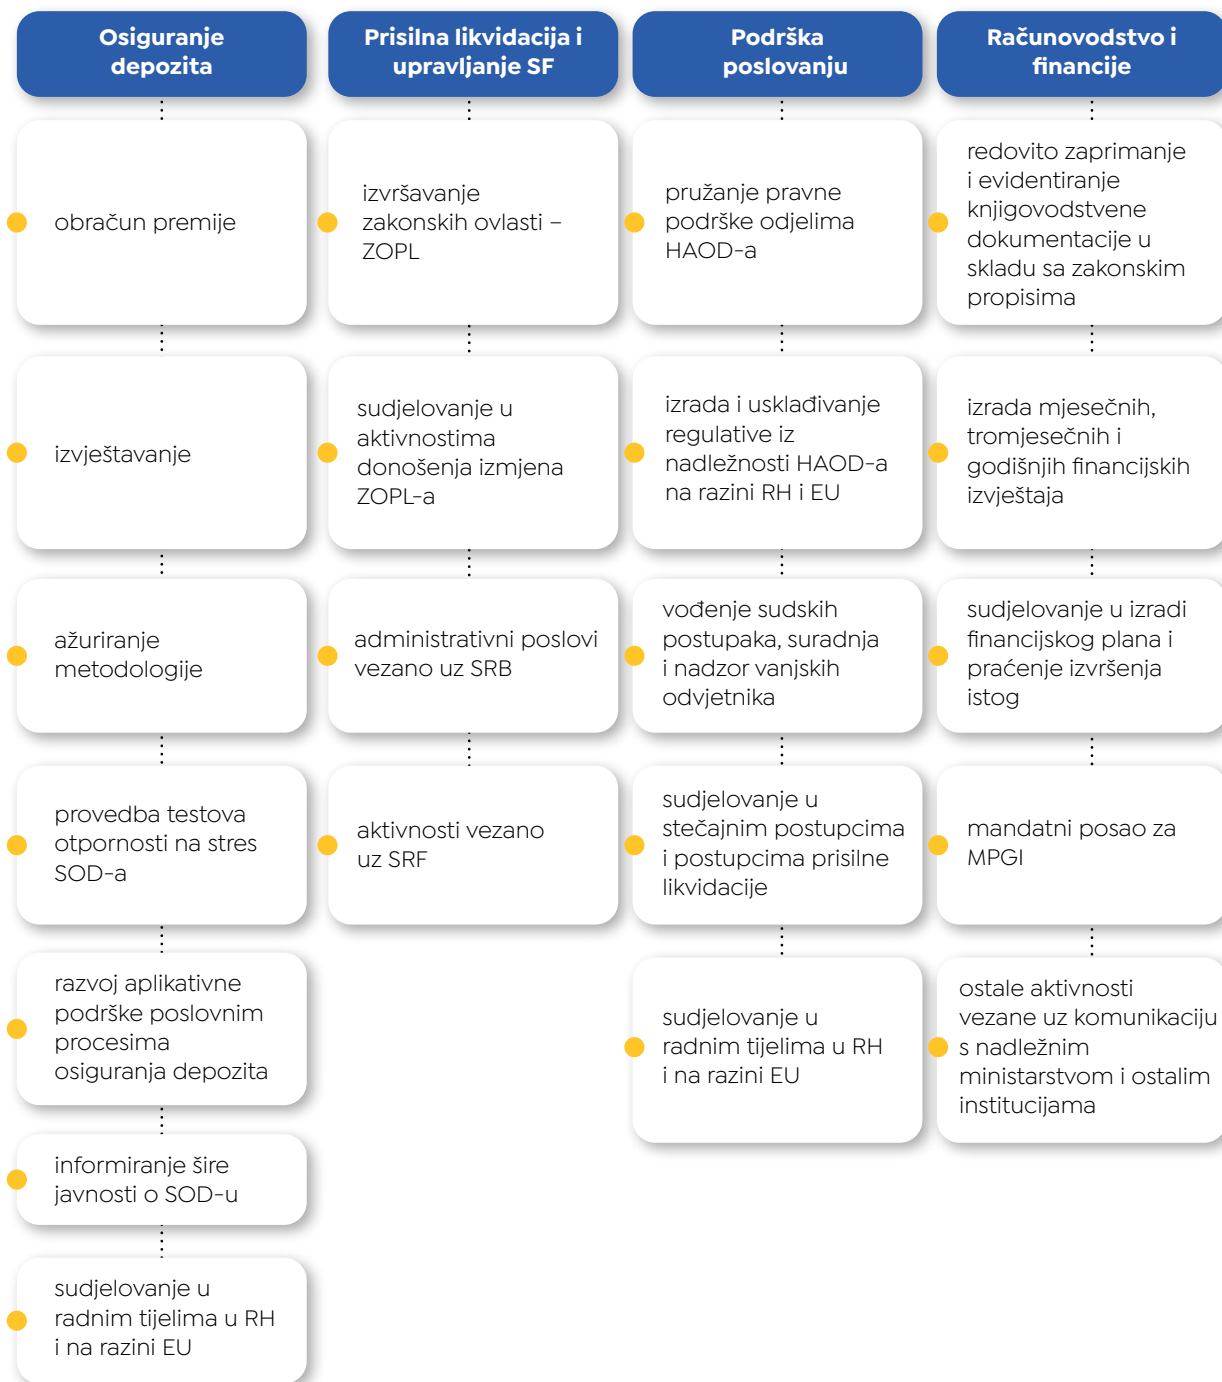 Osiguranje
depozita
obračun premije
izvještavanje
ažuriranje
metodologije
provedba testova
otpornosti na stres
SOD-a
razvoj aplikativne
podrške poslovnim
procesima
osiguranja depozita
informiranje šire
javnosti o SOD-u
sudjelovanje u
radnim tijelima u RH
i na razini EU
Prisilna likvidacija i
upravljanje SF
izvršavanje
zakonskih ovlasti –
ZOPL
sudjelovanje u
aktivnostima
donošenja izmjena
ZOPL-a
administrativni poslovi
vezano uz SRB
aktivnosti vezano
uz SRF
Podrška
poslovanju
pružanje pravne
podrške odjelima
HAOD-a
izrada i usklađivanje
regulative iz
nadležnosti HAOD-a
na razini RH i EU
vođenje sudskih
postupaka, suradnja
i nadzor vanjskih
odvjetnika
sudjelovanje u
stečajnim postupcima
i postupcima prisilne
likvidacije
sudjelovanje u
radnim tijelima u RH
i na razini EU
Računovodstvo i
financije
redovito zaprimanje
i evidentiranje
knjigovodstvene
dokumentacije u
skladu sa zakonskim
propisima
izrada mjesečnih,
tromjesečnih i
godišnjih financijskih
izvještaja
sudjelovanje u izradi
financijskog plana i
praćenje izvršenja
istog
mandatni posao za
MPGI
ostale aktivnosti
vezane uz komunikaciju
s nadležnim
ministarstvom i ostalim
institucijama